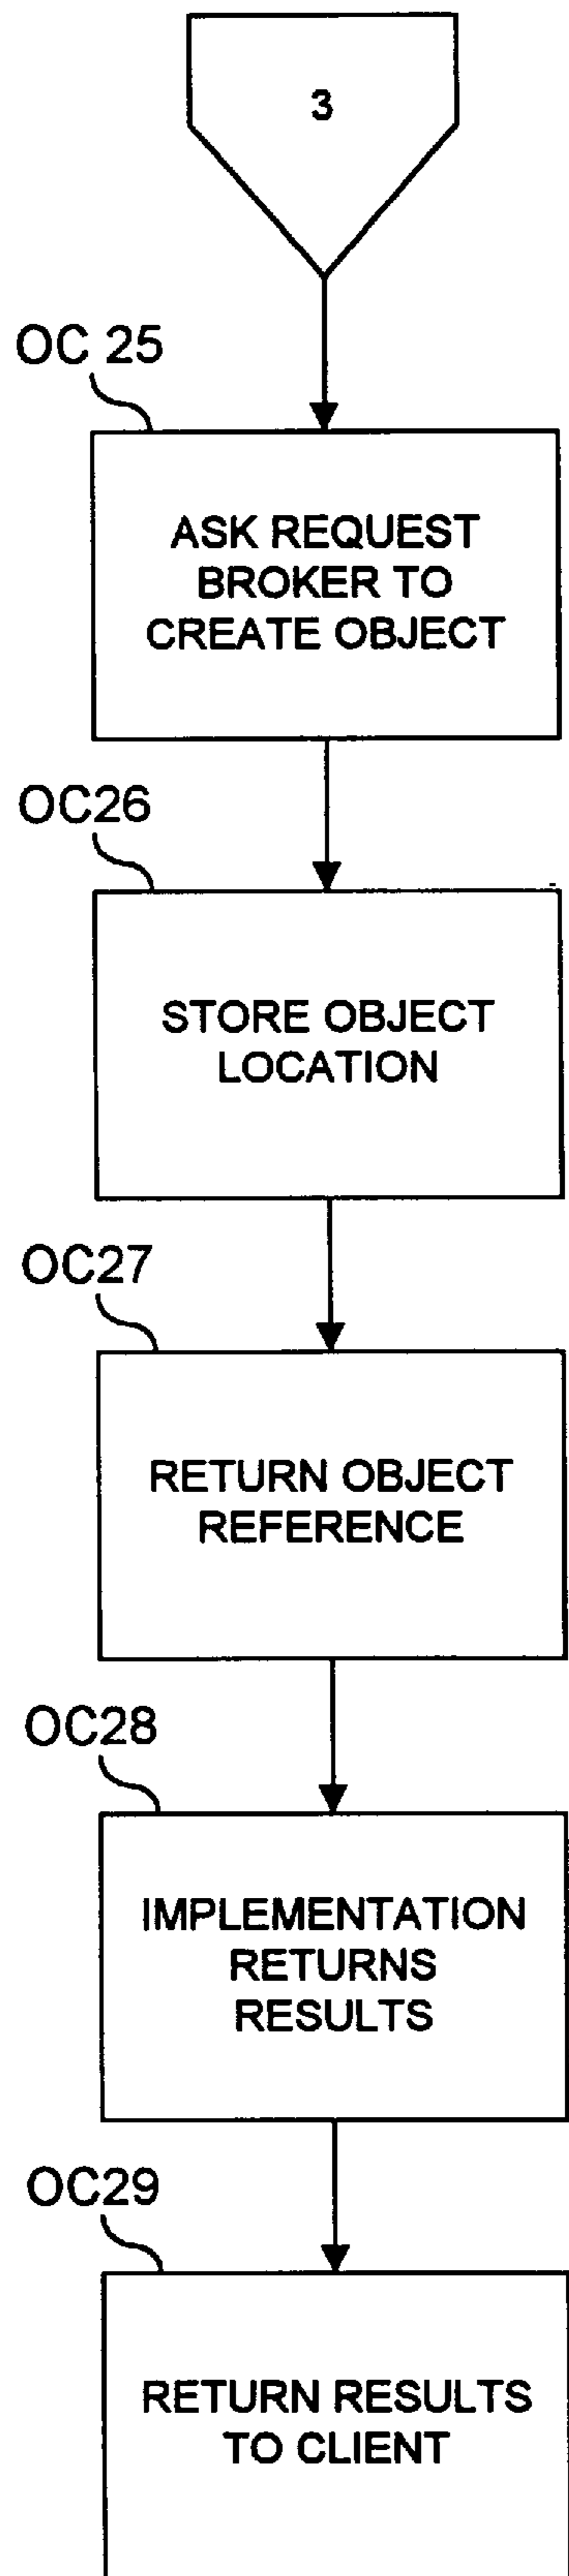 3
OC 25
ASK REQUEST
BROKER TO
CREATE OBJECT
OC26
STORE OBJECT
LOCATION
OC27
RETURN OBJECT
REFERENCE
OC28
IMPLEMENTATION
RETURNS
RESULTS
OC29
RETURN RESULTS
TO CLIENT